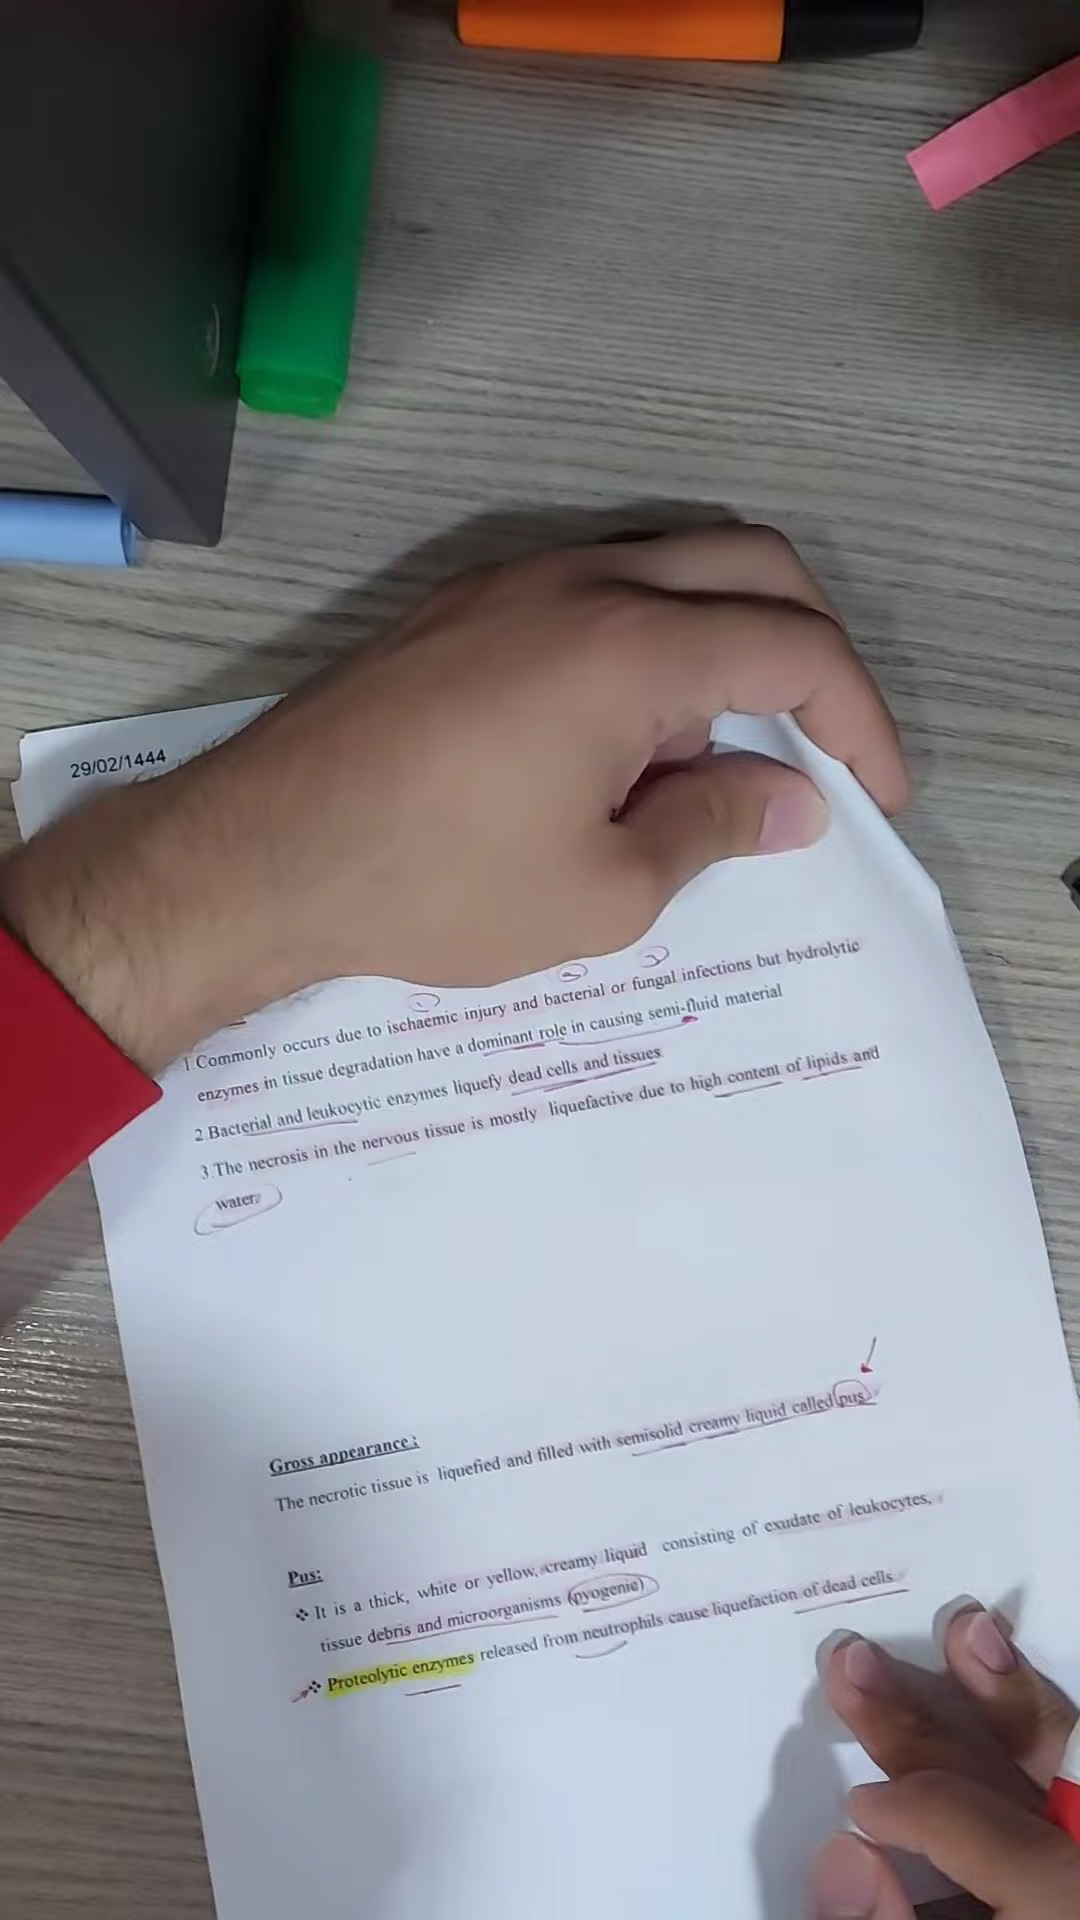 29/02/1444
1.Commonly occurs due to ischaemic injury and bacterial or fungal infections but hydrolytic
enzymes in tissue degradation have a dominant role in causing semi-fluid material
2.Bacterial and leukocytic enzymes liquefy dead cells and tissues
3.The necrosis in the nervous tissue is mostly liquefactive due to high content of lipids and
water.
Gross appearance :
The necrotic tissue is liquefied and filled with semisolid creamy liquid called pus
Pus:
❖ It is a thick, white or yellow, creamy liquid consisting of exudate of leukocytes,
tissue debris and microorganisms (pyogenic)
❖ Proteolytic enzymes released from neutrophils cause liquefaction of dead cells